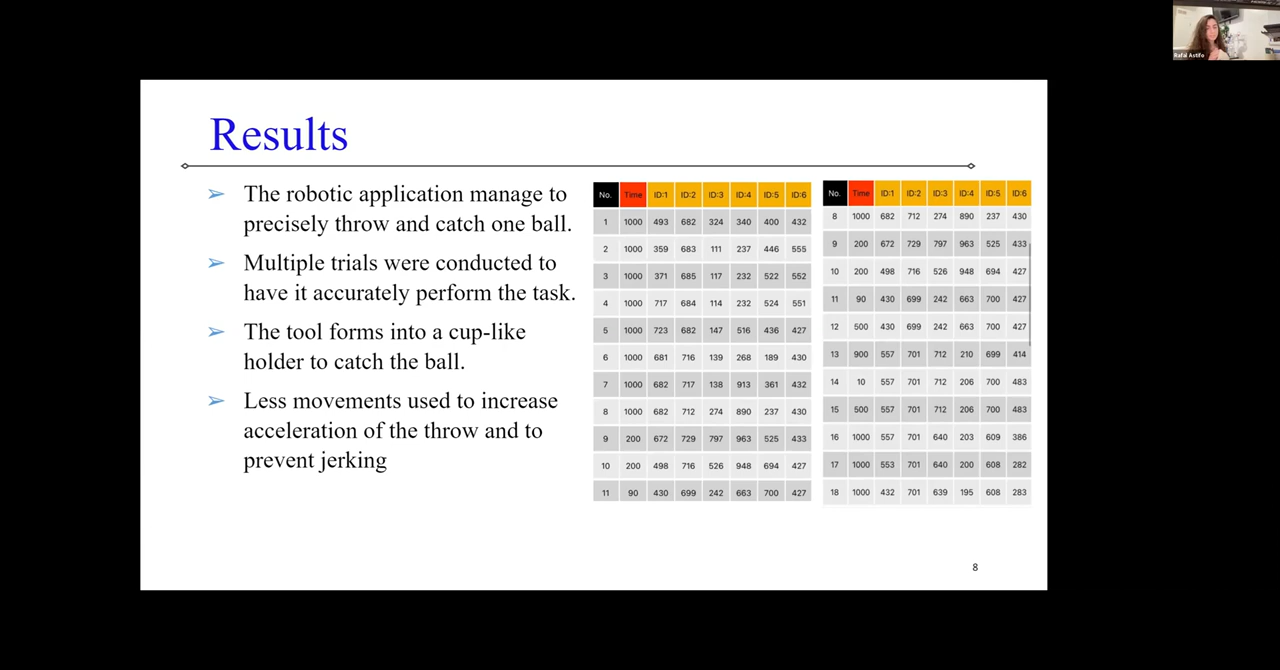 Rafal Astifo
Results
➢ The robotic application manage to
precisely throw and catch one ball.
➢ Multiple trials were conducted to
have it accurately perform the task.
➢ The tool forms into a cup-like
holder to catch the ball.
➢ Less movements used to increase
acceleration of the throw and to
prevent jerking
No. Time ID:1 ID:2 ID:3 ID:4 ID:5 ID:6
1 1000 493 682 324 340 400 432
2 1000 359 683 111 237 446 555
3 1000 371 685 117 232 522 552
4 1000 717 684 114 232 524 551
5 1000 723 682 147 516 436 427
6 1000 681 716 139 268 189 430
7 1000 682 717 138 913 361 432
8 1000 682 712 274 890 237 430
9 200 672 729 797 963 525 433
10 200 498 716 526 948 694 427
11 90 430 699 242 663 700 427
No. Time ID:1 ID:2 ID:3 ID:4 ID:5 ID:6
8 1000 682 712 274 890 237 430
9 200 672 729 797 963 525 433
10 200 498 716 526 948 694 427
11 90 430 699 242 663 700 427
12 500 430 699 242 663 700 427
13 900 557 701 712 210 699 414
14 10 557 701 712 206 700 483
15 500 557 701 712 206 700 483
16 1000 557 701 640 203 609 386
17 1000 553 701 640 200 608 282
18 1000 432 701 639 195 608 283
8